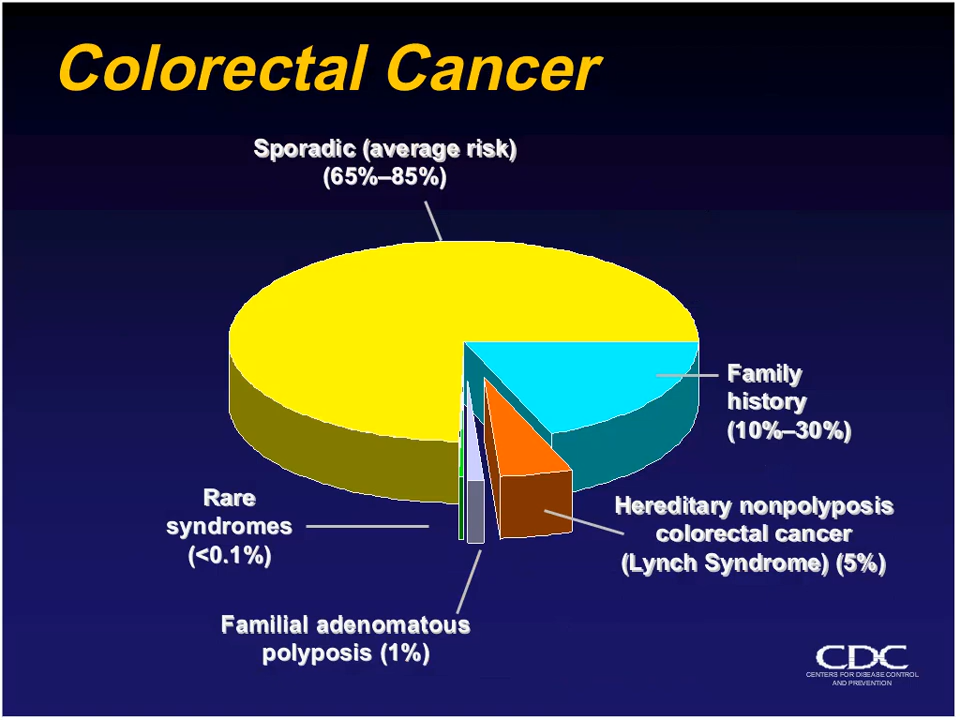 Colorectal Cancer
Sporadic (average risk)
(65%–85%)
Family
history
(10%–30%)
Rare
syndromes
(<0.1%)
Hereditary nonpolyposis
colorectal cancer
(Lynch Syndrome) (5%)
Familial adenomatous
polyposis (1%)
CDC
CENTERS FOR DISEASE CONTROL
AND PREVENTION